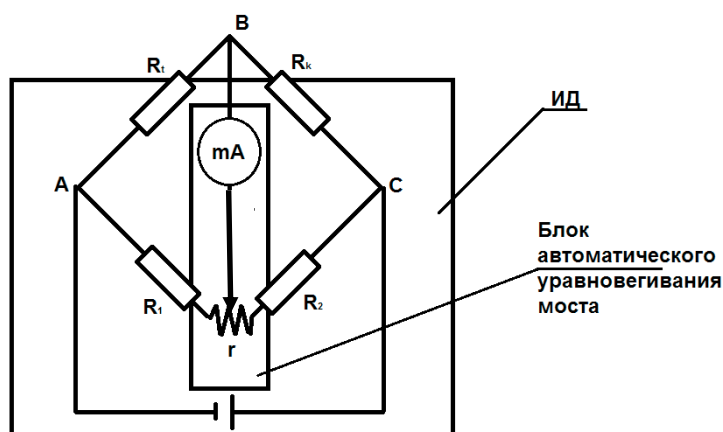 B
Rt
Rk
ИД
mA
A
C
Блок
автоматического
уравновегивания
моста
R1
R2
r